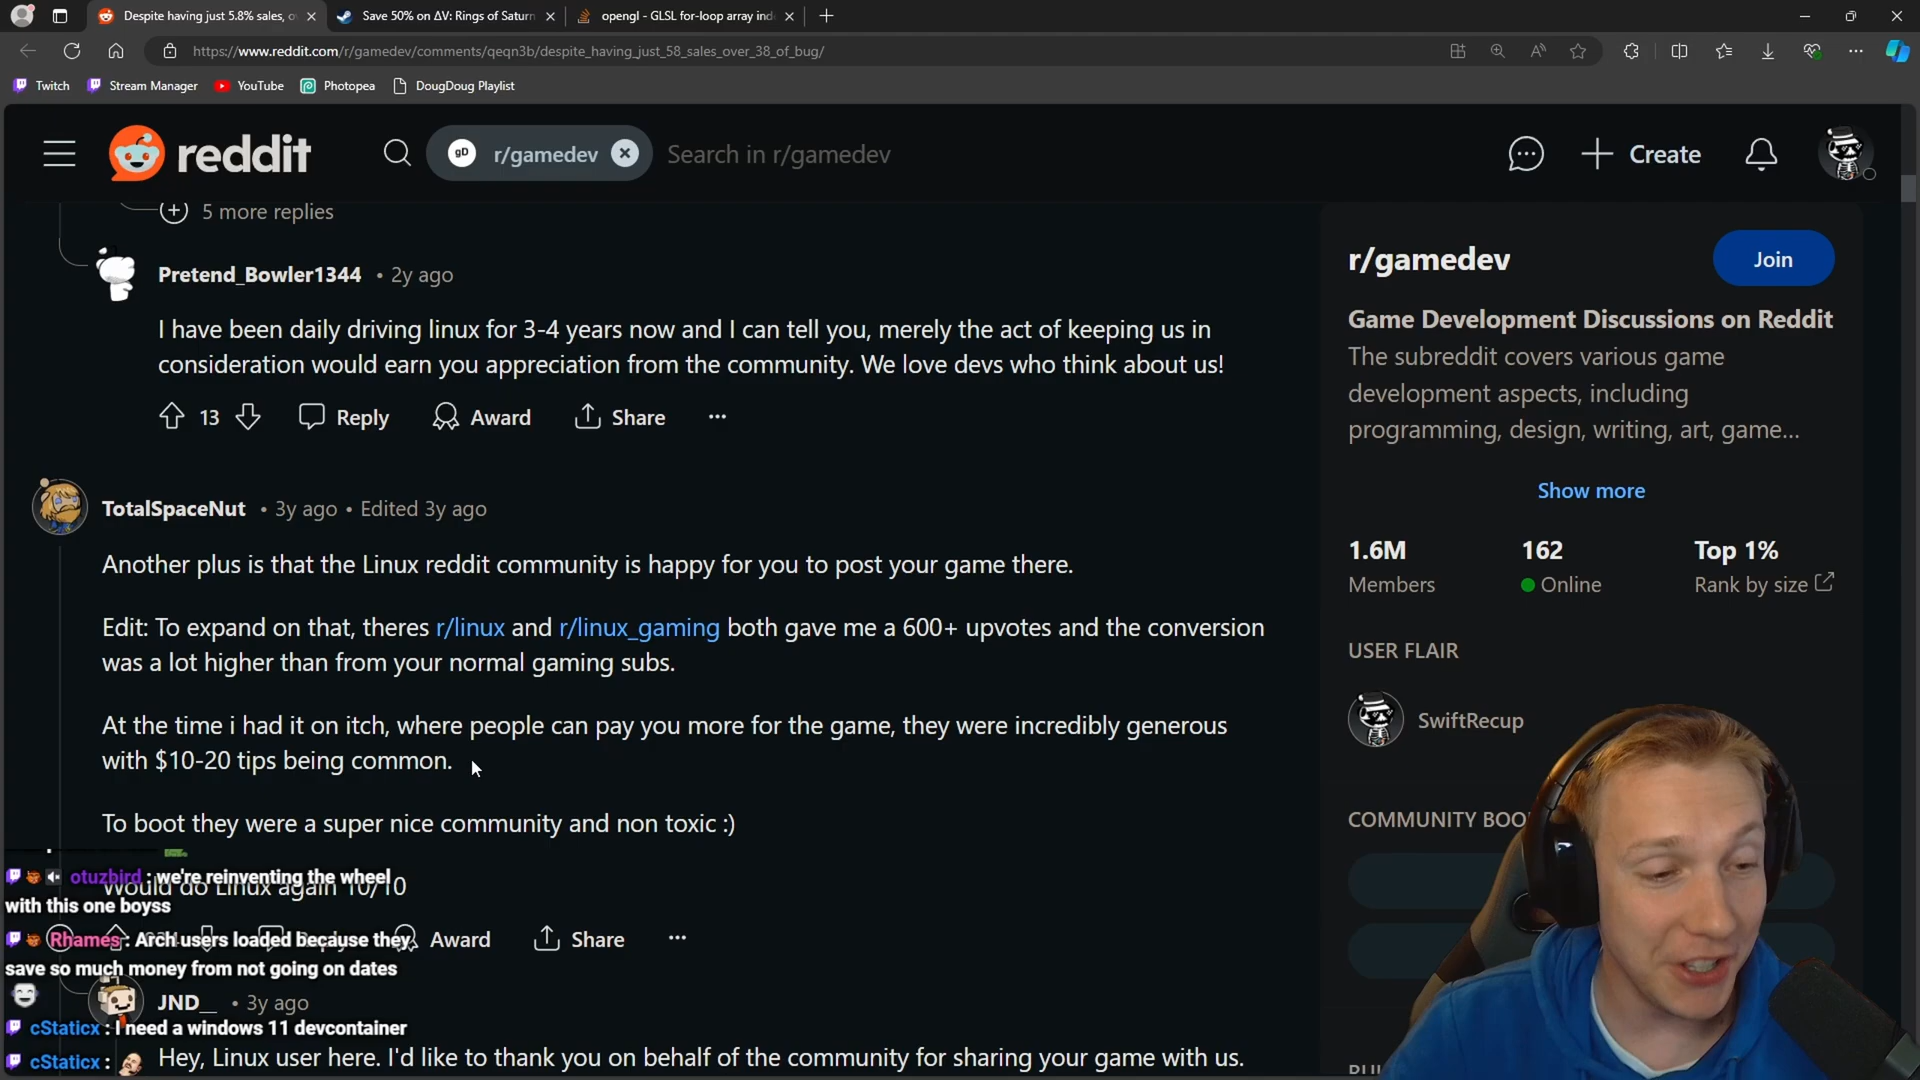 Despite having just 5.8% sales, o
Save 50% on ΔV: Rings of Saturn
opengl - GLSL for-loop array ind
https://www.reddit.com/r/gamedev/comments/qeqn3b/despite_having_just_58_sales_over_38_of_bug/
Twitch
Stream Manager
YouTube
Photopea
DougDoug Playlist
reddit
r/gamedev
Search in r/gamedev
Create
5 more replies
Pretend_Bowler1344 • 2y ago
I have been daily driving linux for 3-4 years now and I can tell you, merely the act of keeping us in
consideration would earn you appreciation from the community. We love devs who think about us!
13
Reply
Award
Share
TotalSpaceNut • 3y ago • Edited 3y ago
Another plus is that the Linux reddit community is happy for you to post your game there.
Edit: To expand on that, theres r/linux and r/linux_gaming both gave me a 600+ upvotes and the conversion
was a lot higher than from your normal gaming subs.
At the time i had it on itch, where people can pay you more for the game, they were incredibly generous
with $10-20 tips being common.
To boot they were a super nice community and non toxic :)
Would do Linux again 10/10
Award
Share
JND__ • 3y ago
Hey, Linux user here. I'd like to thank you on behalf of the community for sharing your game with us.
otuzbird : we're reinventing the wheel
with this one boyss
Rhames : Arch users loaded because they
save so much money from not going on dates
cStaticx : I need a windows 11 devcontainer
cStaticx :
r/gamedev
Join
Game Development Discussions on Reddit
The subreddit covers various game
development aspects, including
programming, design, writing, art, game...
Show more
1.6M
Members
162
Online
Top 1%
Rank by size
USER FLAIR
SwiftRecup
COMMUNITY BOO